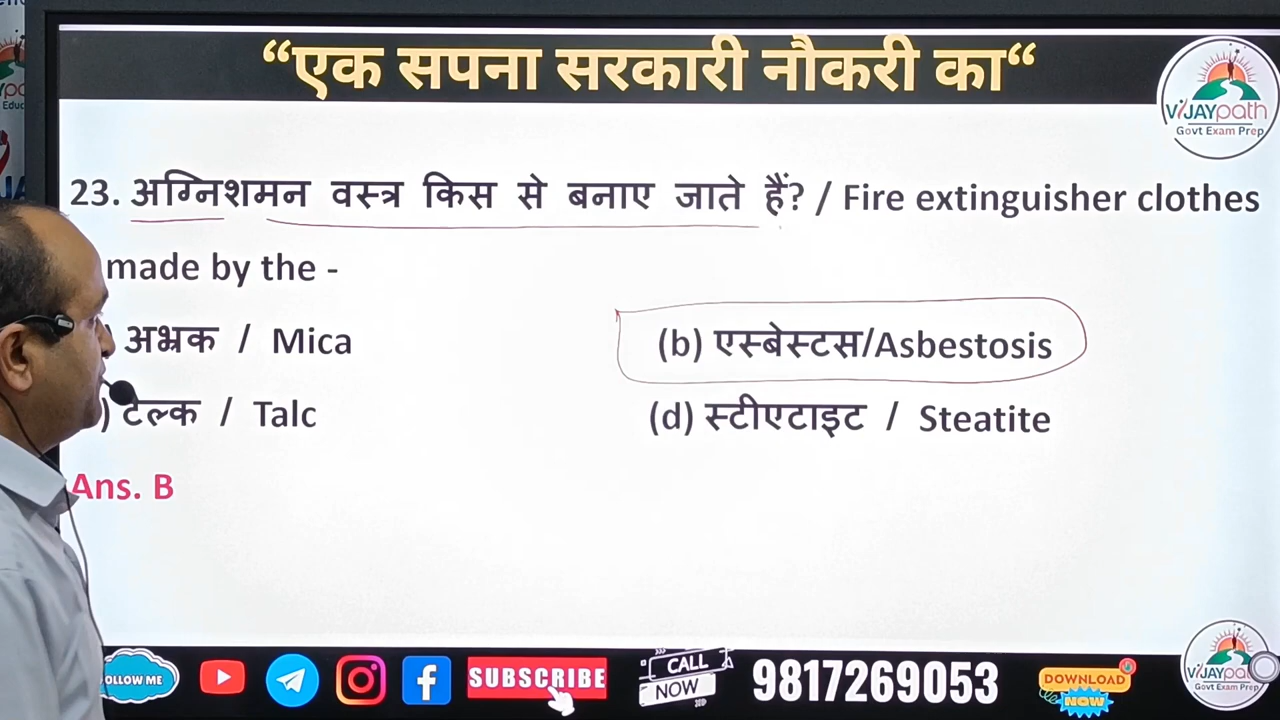 “एक सपना सरकारी नौकरी का“
VIJAYpath
Govt Exam Prep
23. अग्निशमन वस्त्र किस से बनाए जाते हैं? / Fire extinguisher clothes
made by the -
) अभ्रक / Mica
(b) एस्बेस्टस/Asbestosis
) टेल्क / Talc
(d) स्टीएटाइट / Steatite
Ans. B
OLLOW ME
SUBSCRIBE
CALL
NOW
9817269053
DOWNLOAD
NOW
VIJAYpath
Govt Exam Prep